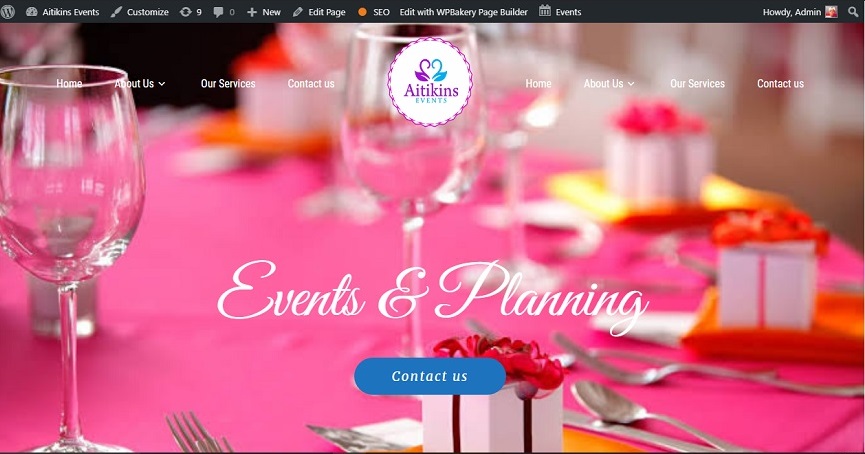 Aitikins Events Customize 9 0 New Edit Page SEO Edit with WPBakery Page Builder Events Howdy, Admin
Home About Us Our Services Contact us
Aitikins
EVENTS
Home About Us Our Services Contact us
Events & Planning
Contact us